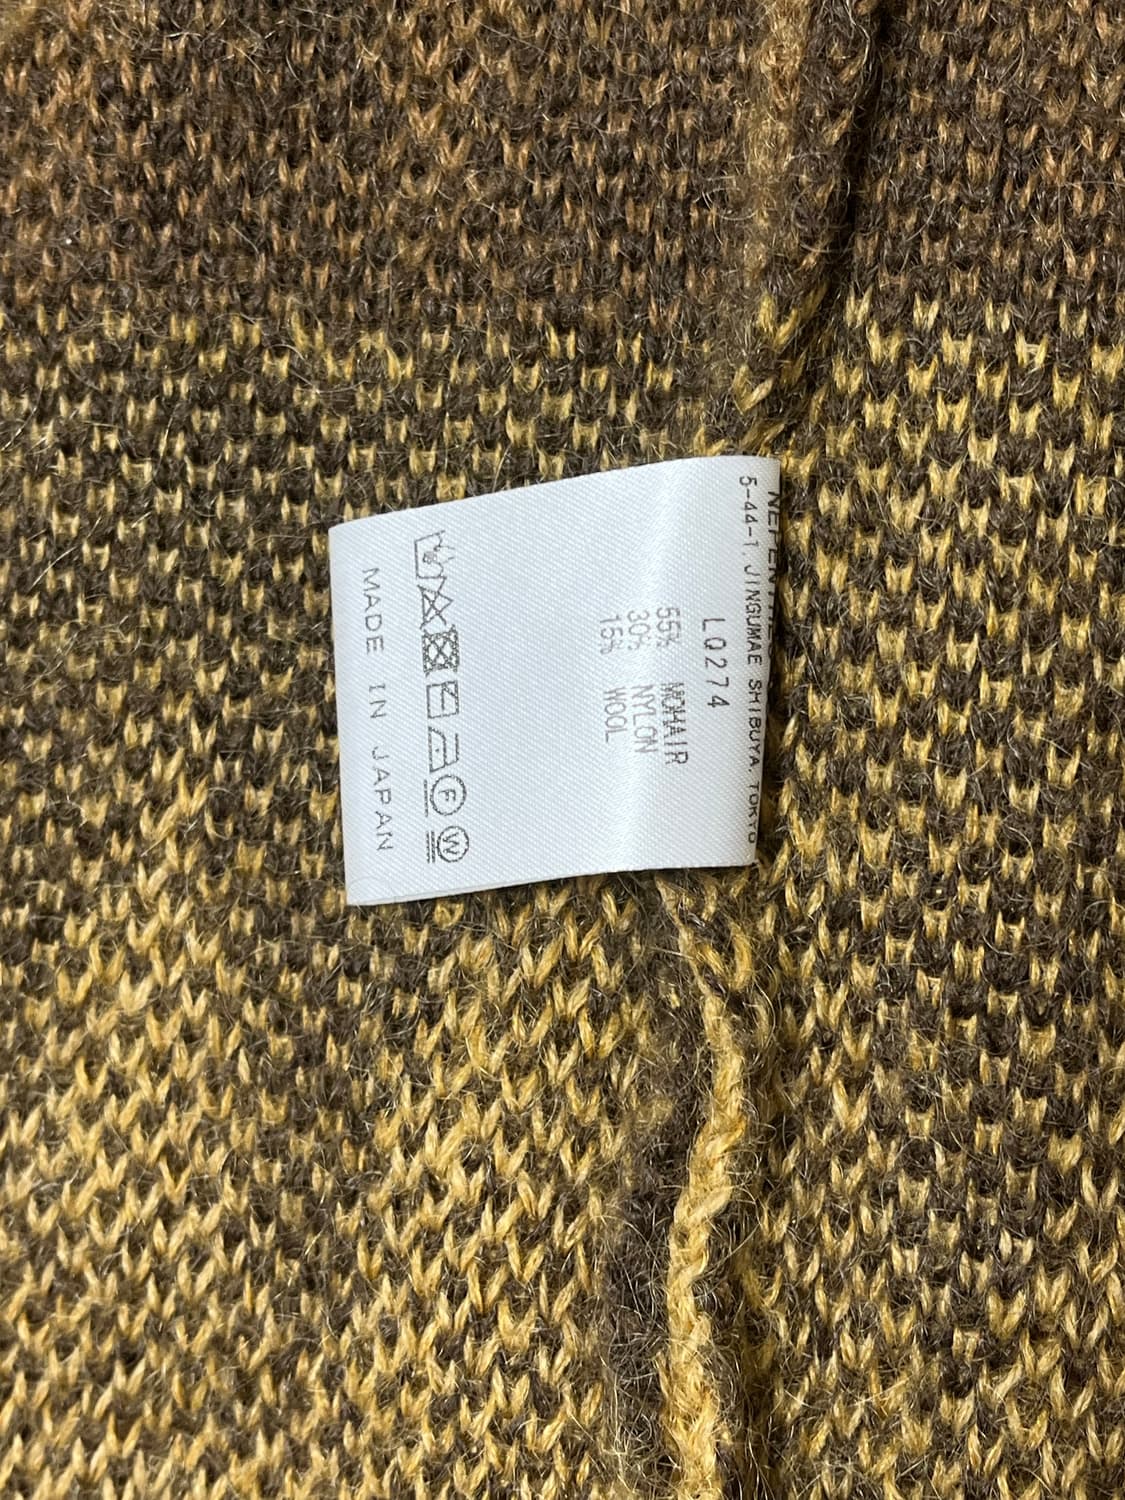 5-44-1, JINGUMAE SHIBUYA, TOKYO
LQ274
55% MOHAIR
30% NYLON
15% WOOL
F
W
MADE IN JAPAN